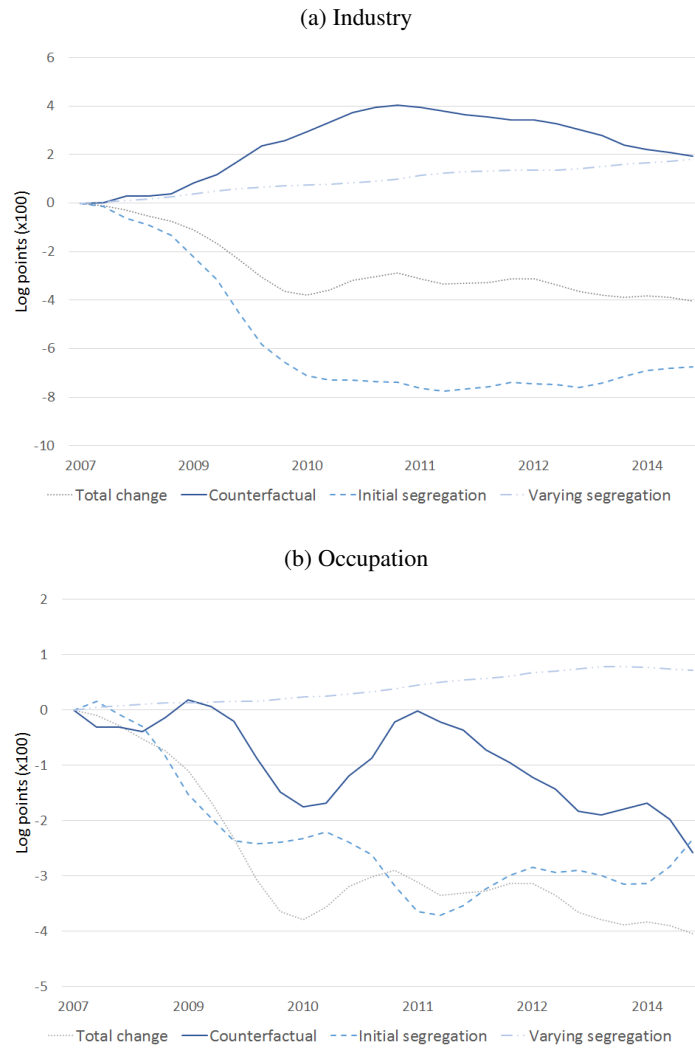 (a) Industry
6
4
2
0
-2
-4
-6
-8
-10
Log points (x100)
2007 2009 2010 2011 2012 2014
Total change Counterfactual Initial segregation Varying segregation
(b) Occupation
2
1
0
-1
-2
-3
-4
-5
Log points (x100)
2007 2009 2010 2011 2012 2014
Total change Counterfactual Initial segregation Varying segregation